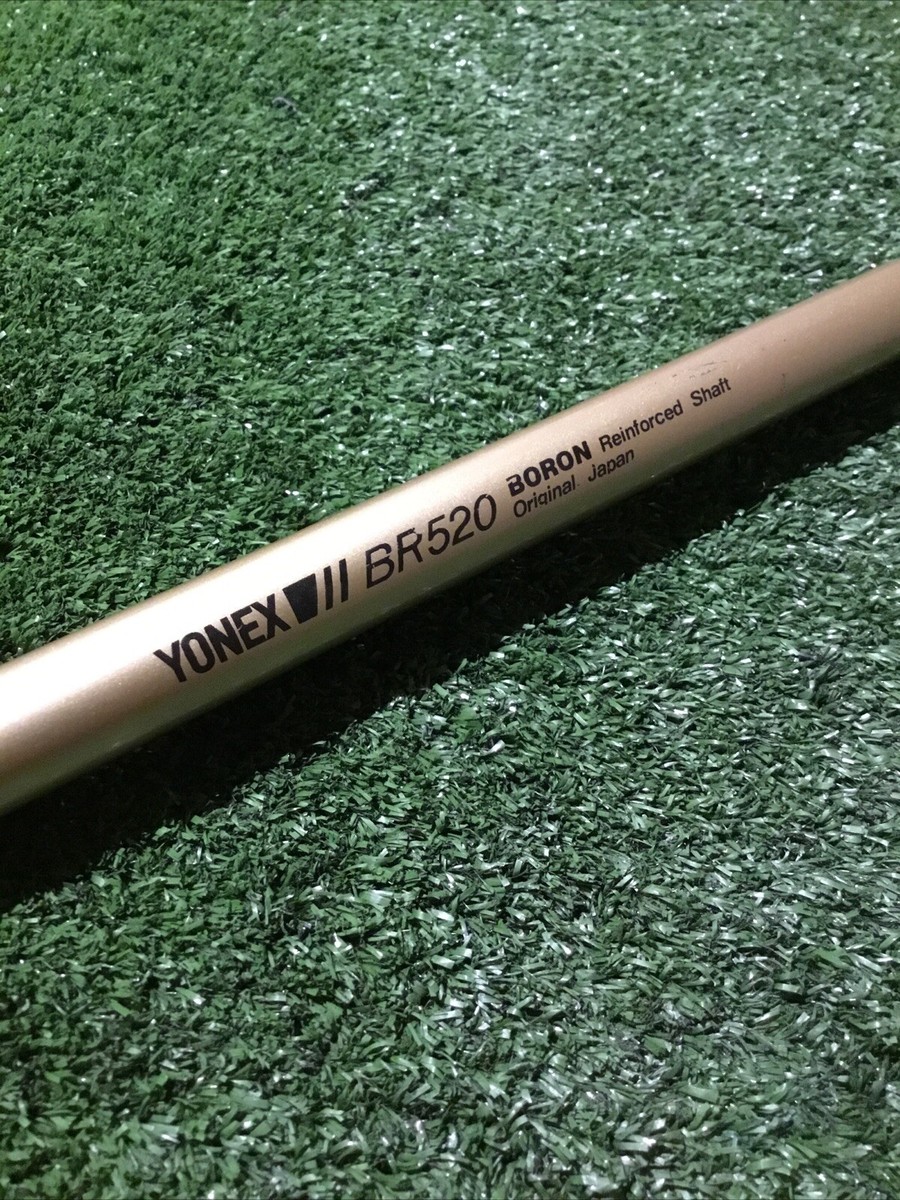 YONEX BR520 BORON Reinforced Shaft
Original Japan